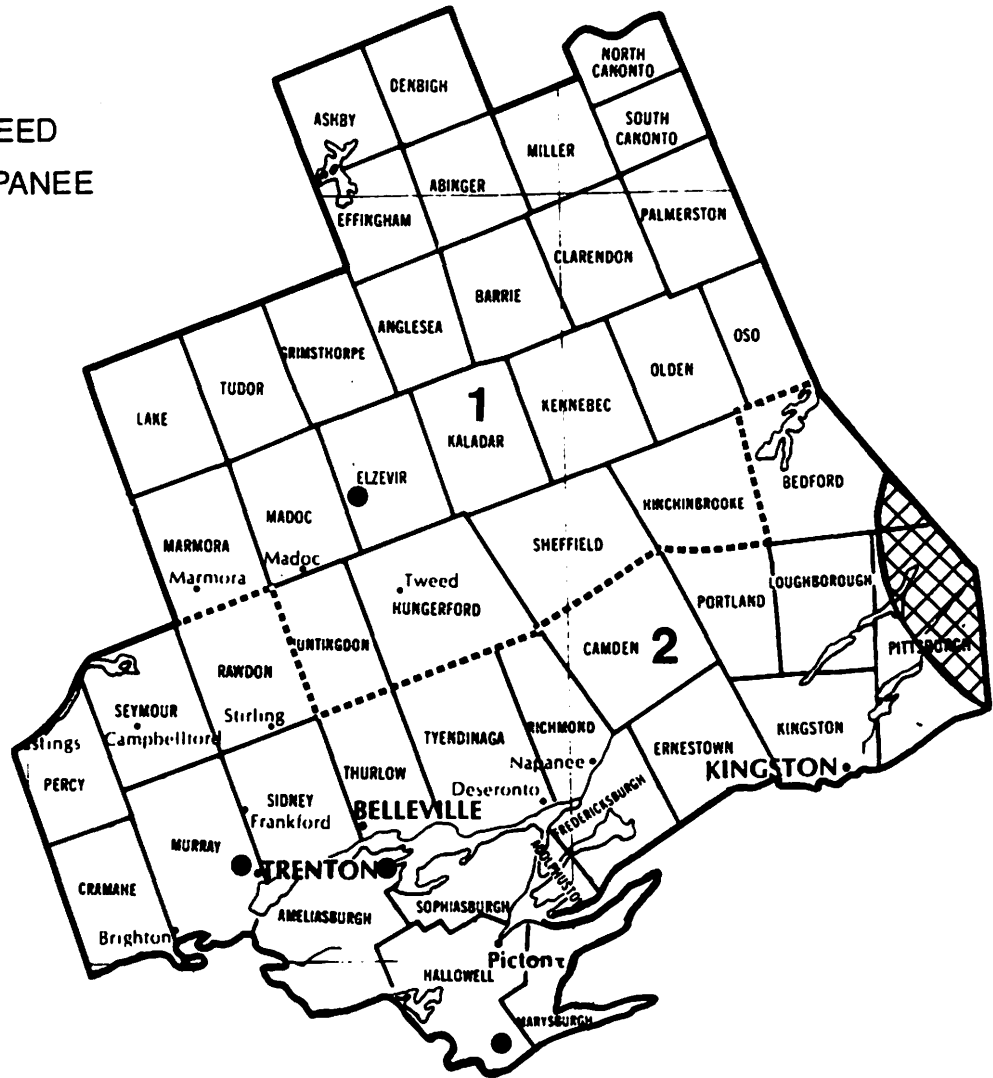 EED
PANEE
NORTH
CANONTO
DENBIGH
ASHBY
SOUTH
CANONTO
MILLER
ABINGER
EFFINGHAM
PALMERSTON
CLARENDON
BARRIE
ANGLESEA
GRIMSTHORPE
OSO
TUDOR
OLDEN
LAKE
1
KENNEBEC
KALADAR
ELZEVIR
BEDFORD
HINCHINBROOKE
MADOC
SHEFFIELD
MARMORA
Madoc
Marmora
Tweed
HUNGERFORD
LOUGHBOROUGH
PORTLAND
UNTINGDON
CAMDEN 2
PITTSBURGH
RAWDON
SEYMOUR
Stirling
Campbellford
RICHMOND
KINGSTON
stings
TYENDINAGA
ERNESTOWN
Napanee
KINGSTON
THURLOW
PERCY
Deseronto
SIDNEY
BELLEVILLE
Frankford
FREDERICKSBURGH
MURRAY
TRENTON
ADOLPHUSTO
CRAMAHE
SOPHIASBURGH
AMELIASBURGH
Brighton
Picton
HALLOWELL
MARYSBURGH